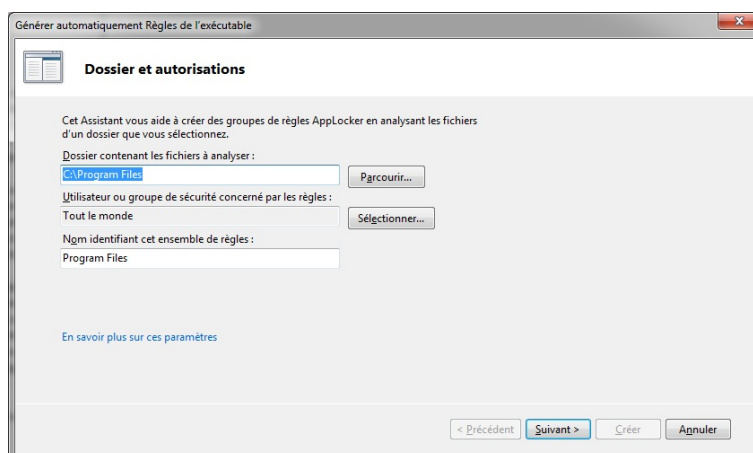 Générer automatiquement Règles de l'exécutable
Dossier et autorisations
Cet Assistant vous aide à créer des groupes de règles AppLocker en analysant les fichiers
d'un dossier que vous sélectionnez.
Dossier contenant les fichiers à analyser :
C:\Program Files
Parcourir...
Utilisateur ou groupe de sécurité concerné par les règles :
Tout le monde
Sélectionner...
Nom identifiant cet ensemble de règles :
Program Files
En savoir plus sur ces paramètres
< Précédent
Suivant >
Créer
Annuler